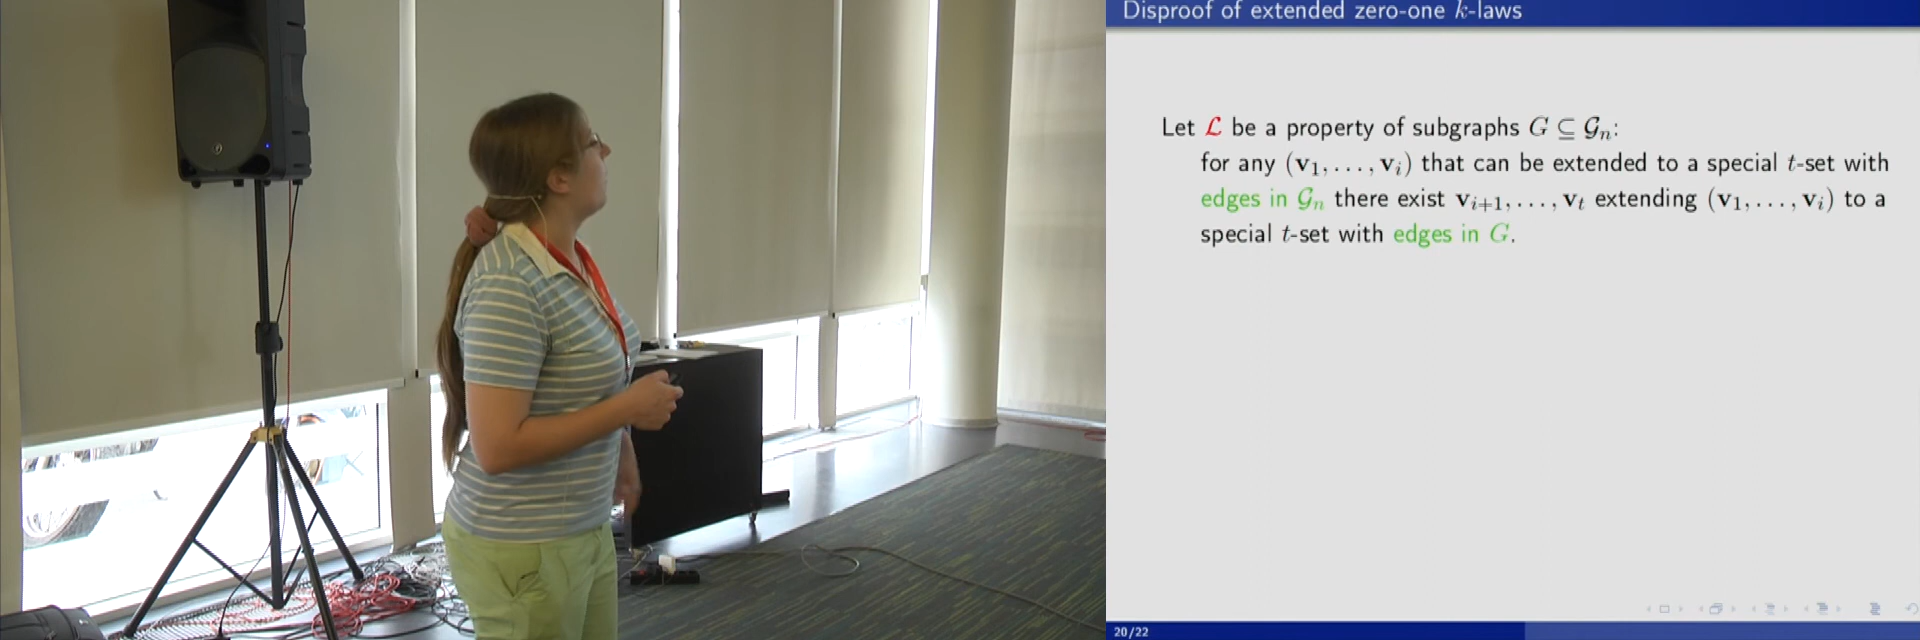 Disproof of extended zero-one k-laws
Let ℒ be a property of subgraphs G ⊆ 𝒢ₙ:
for any (v₁, . . . , vᵢ) that can be extended to a special t-set with
edges in 𝒢ₙ there exist vᵢ₊₁, . . . , vₜ extending (v₁, . . . , vᵢ) to a
special t-set with edges in G.
20/22